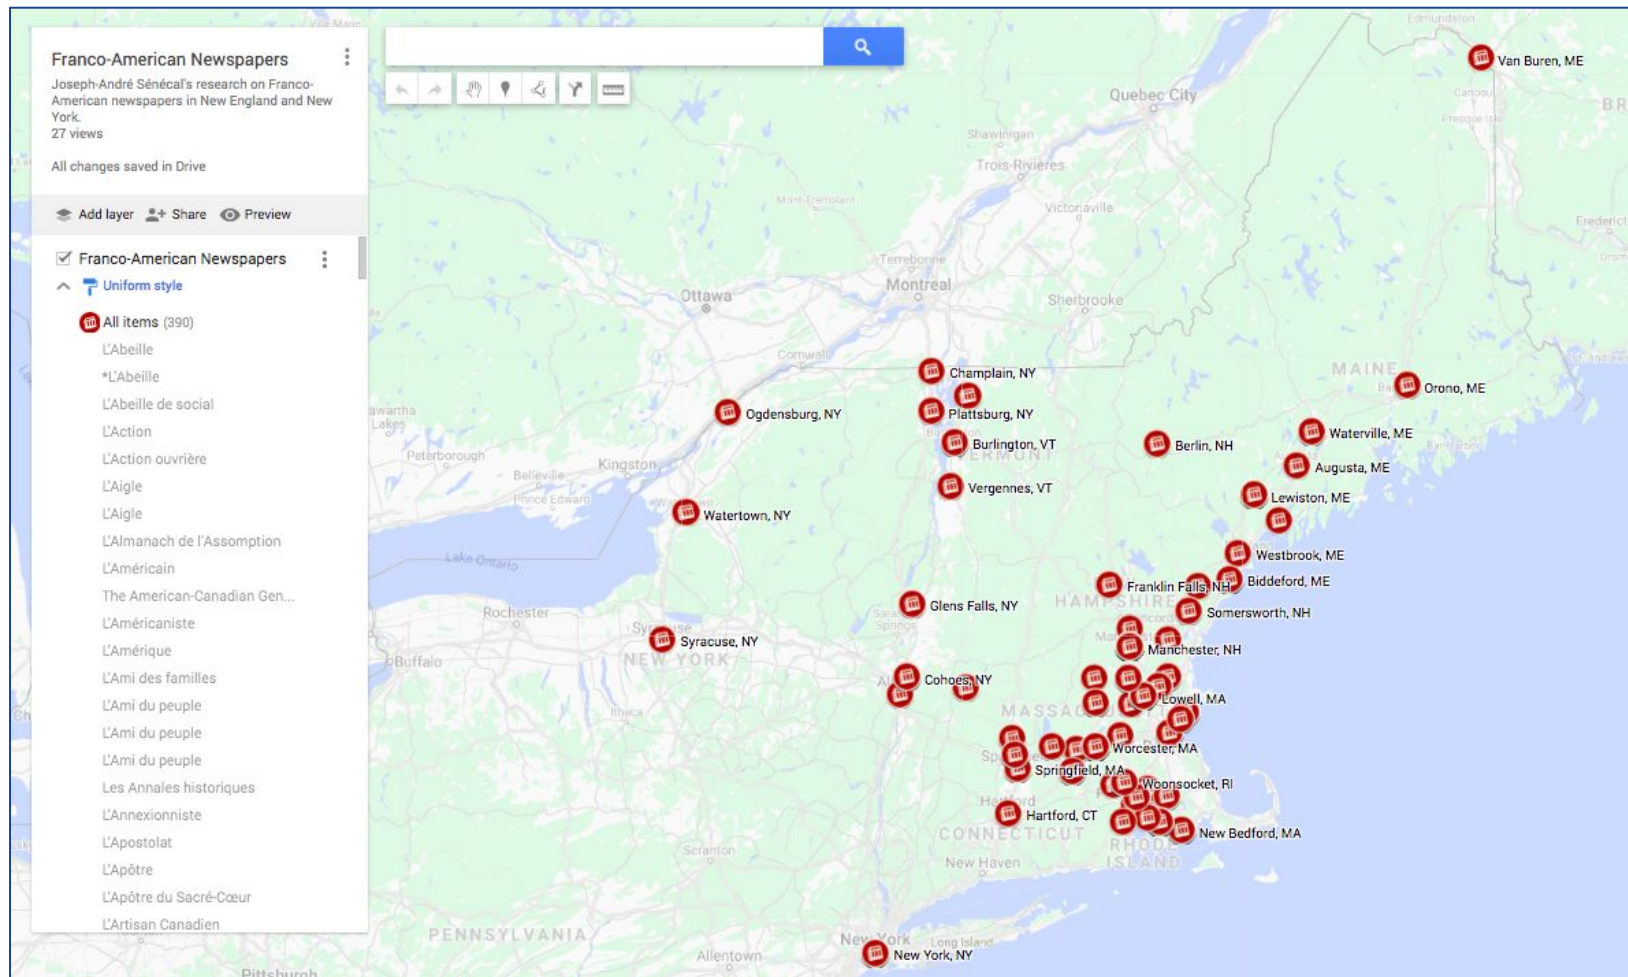 Franco-American Newspapers
Joseph-André Sénécal's research on Franco-
American newspapers in New England and New
York.
27 views
All changes saved in Drive
Add layer
Share
Preview
Franco-American Newspapers
Uniform style
All items (390)
L'Abeille
*L'Abeille
L'Abeille de social
L'Action
L'Action ouvrière
L'Aigle
L'Aigle
L'Almanach de l'Assomption
L'Américain
The American-Canadian Gen...
L'Américaniste
L'Amérique
L'Ami des familles
L'Ami du peuple
L'Ami du peuple
L'Ami du peuple
Les Annales historiques
L'Annexionniste
L'Apostolat
L'Apôtre
L'Apôtre du Sacré-Cœur
L'Artisan Canadien
Edmundston
Van Buren, ME
Caribou
Presque Isle
Quebec City
Shawinigan
Trois-Rivières
Mont-Tremblant
Victoriaville
Terrebonne
Montreal
Ottawa
Sherbrooke
Cornwall
MAINE
Champlain, NY
Orono, ME
Ogdensburg, NY
Plattsburg, NY
Waterville, ME
Burlington, VT
VERMONT
Berlin, NH
Peterborough
Kingston
Belleville
Augusta, ME
Prince Edward
Vergennes, VT
Lewiston, ME
Watertown, NY
Lake Ontario
Westbrook, ME
Franklin Falls, NH
Biddeford, ME
HAMPSHIRE
Rochester
Glens Falls, NY
Somersworth, NH
Syracuse, NY
NEW YORK
Manchester, NH
Buffalo
Cohoes, NY
Lowell, MA
Ithaca
MASSACHUSETTS
Worcester, MA
Springfield, MA
Woonsocket, RI
Hartford
Hartford, CT
CONNECTICUT
New Bedford, MA
RHODE
ISLAND
Scranton
New Haven
PENNSYLVANIA
New York
Long Island
New York, NY
Allentown
Pittsburgh